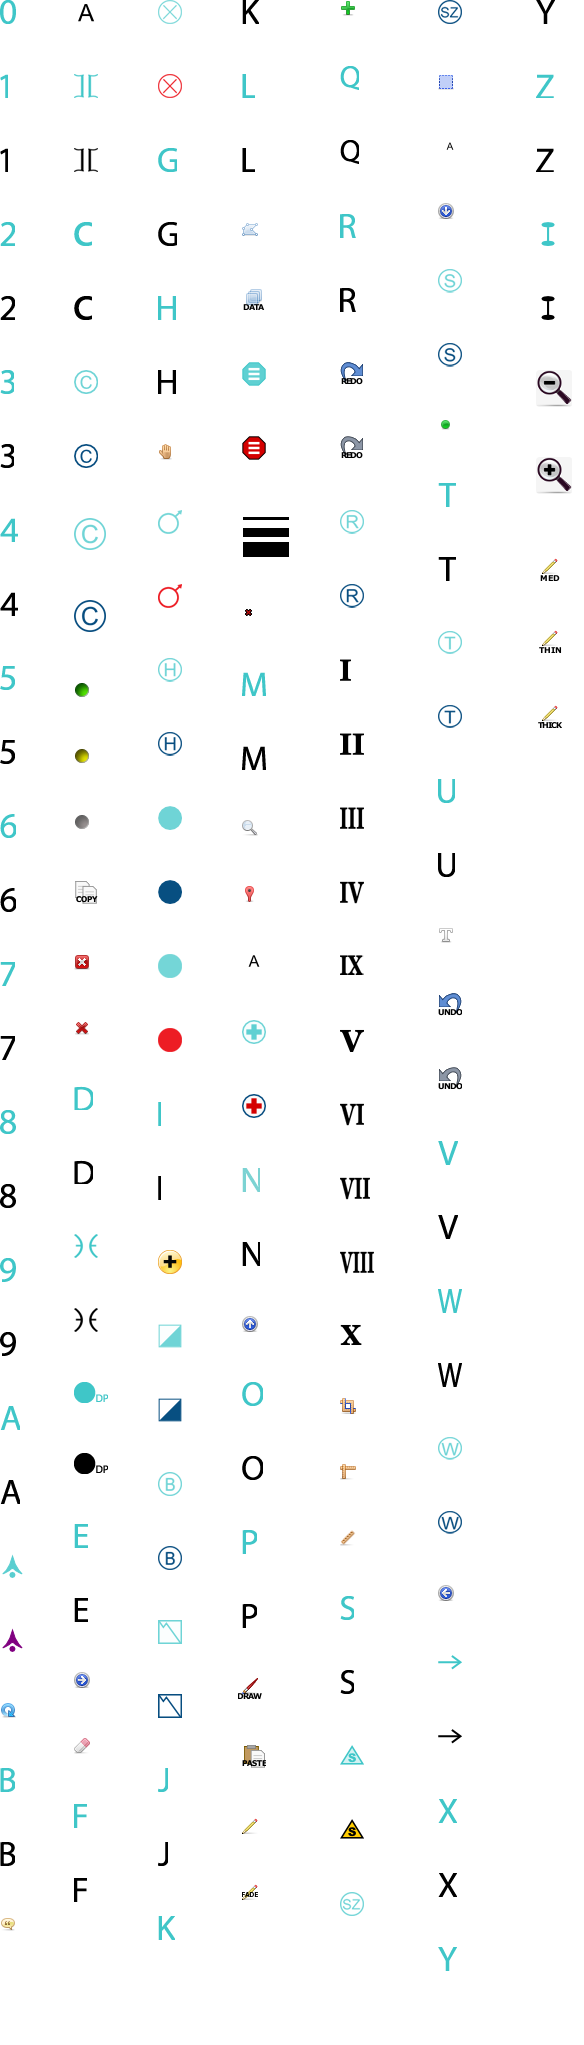 0
1
1
2
2
3
3
4
4
5
5
6
6
7
7
8
8
9
9
A
A
B
B
A
C
C
©
©
©
©
COPY
D
D
DP
DP
E
E
F
F
G
G
H
H
Ⓗ
Ⓗ
I
I
Ⓑ
Ⓑ
J
J
K
K
L
L
DATA
M
M
A
N
N
O
O
P
P
DRAW
PASTE
FADE
Q
Q
R
R
REDO
REDO
®
®
I
II
III
IV
IX
V
VI
VII
VIII
X
S
S
S
S
SZ
SZ
A
Ⓢ
Ⓢ
T
T
Ⓣ
Ⓣ
U
U
T
UNDO
UNDO
V
V
W
W
Ⓦ
Ⓦ
X
X
Y
Y
Z
Z
I
I
MED
THIN
THICK